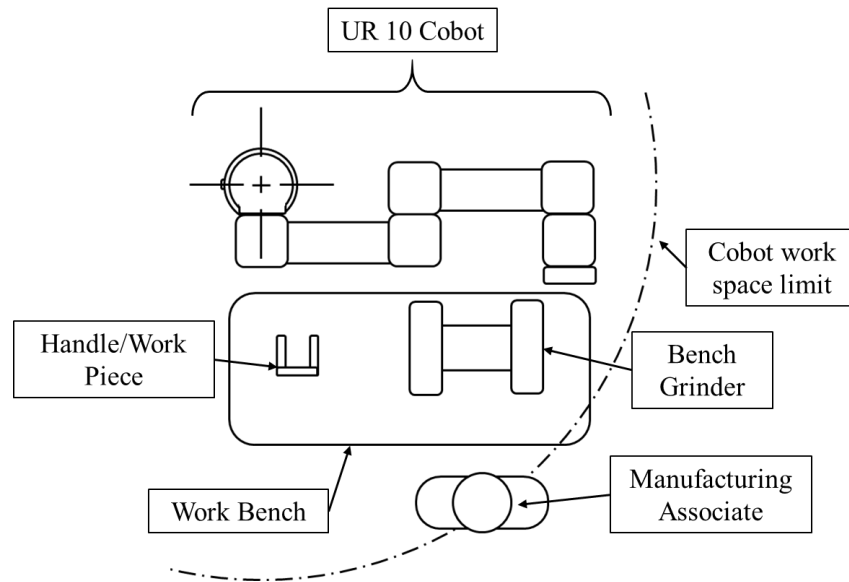 UR 10 Cobot
Cobot work
space limit
Handle/Work
Piece
Bench
Grinder
Work Bench
Manufacturing
Associate